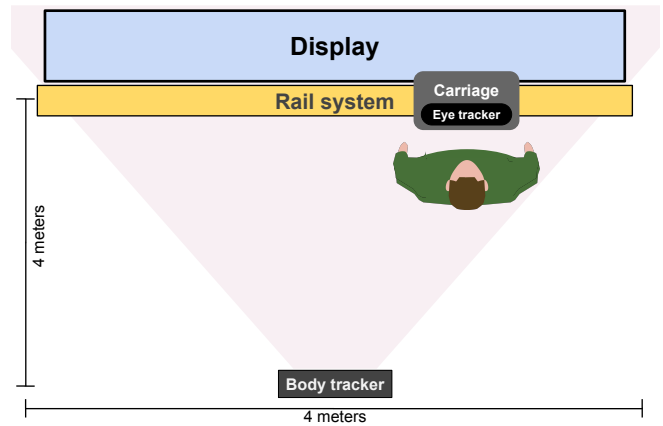 Display
Carriage
Rail system
Eye tracker
4 meters
Body tracker
4 meters